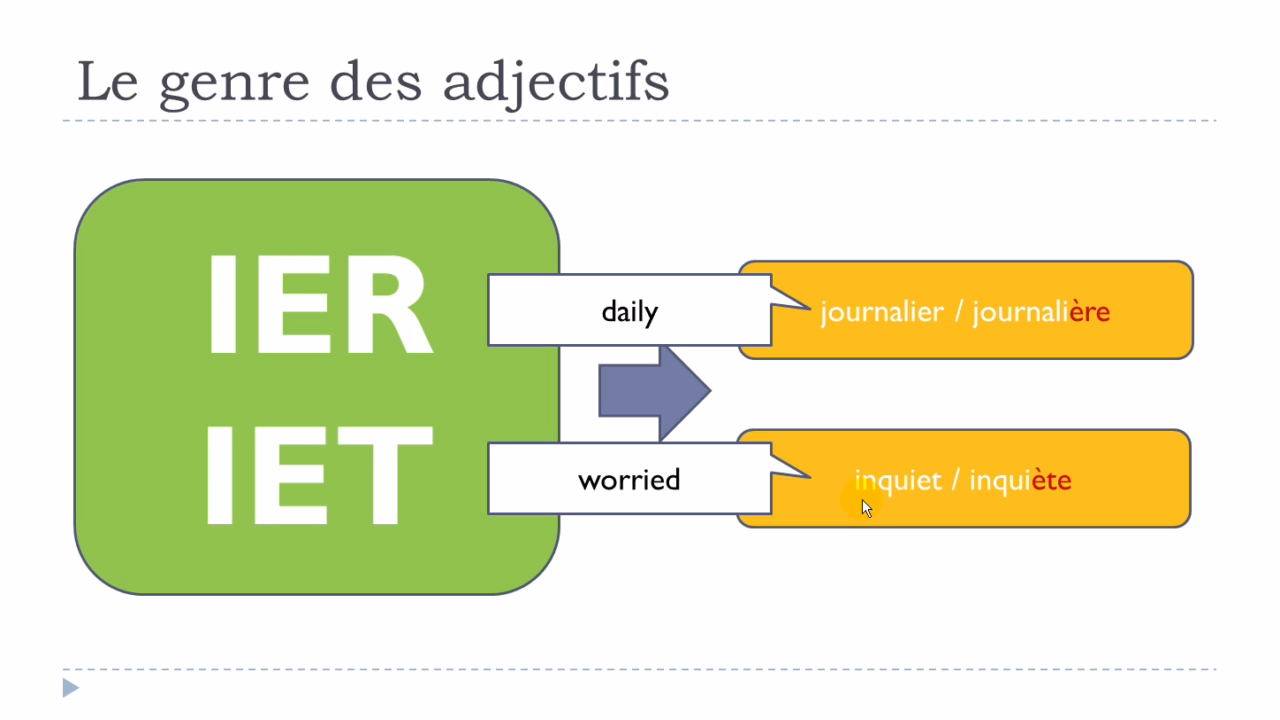 Le genre des adjectifs
IER
IET
daily
journalier / journalière
worried
inquiet / inquiète